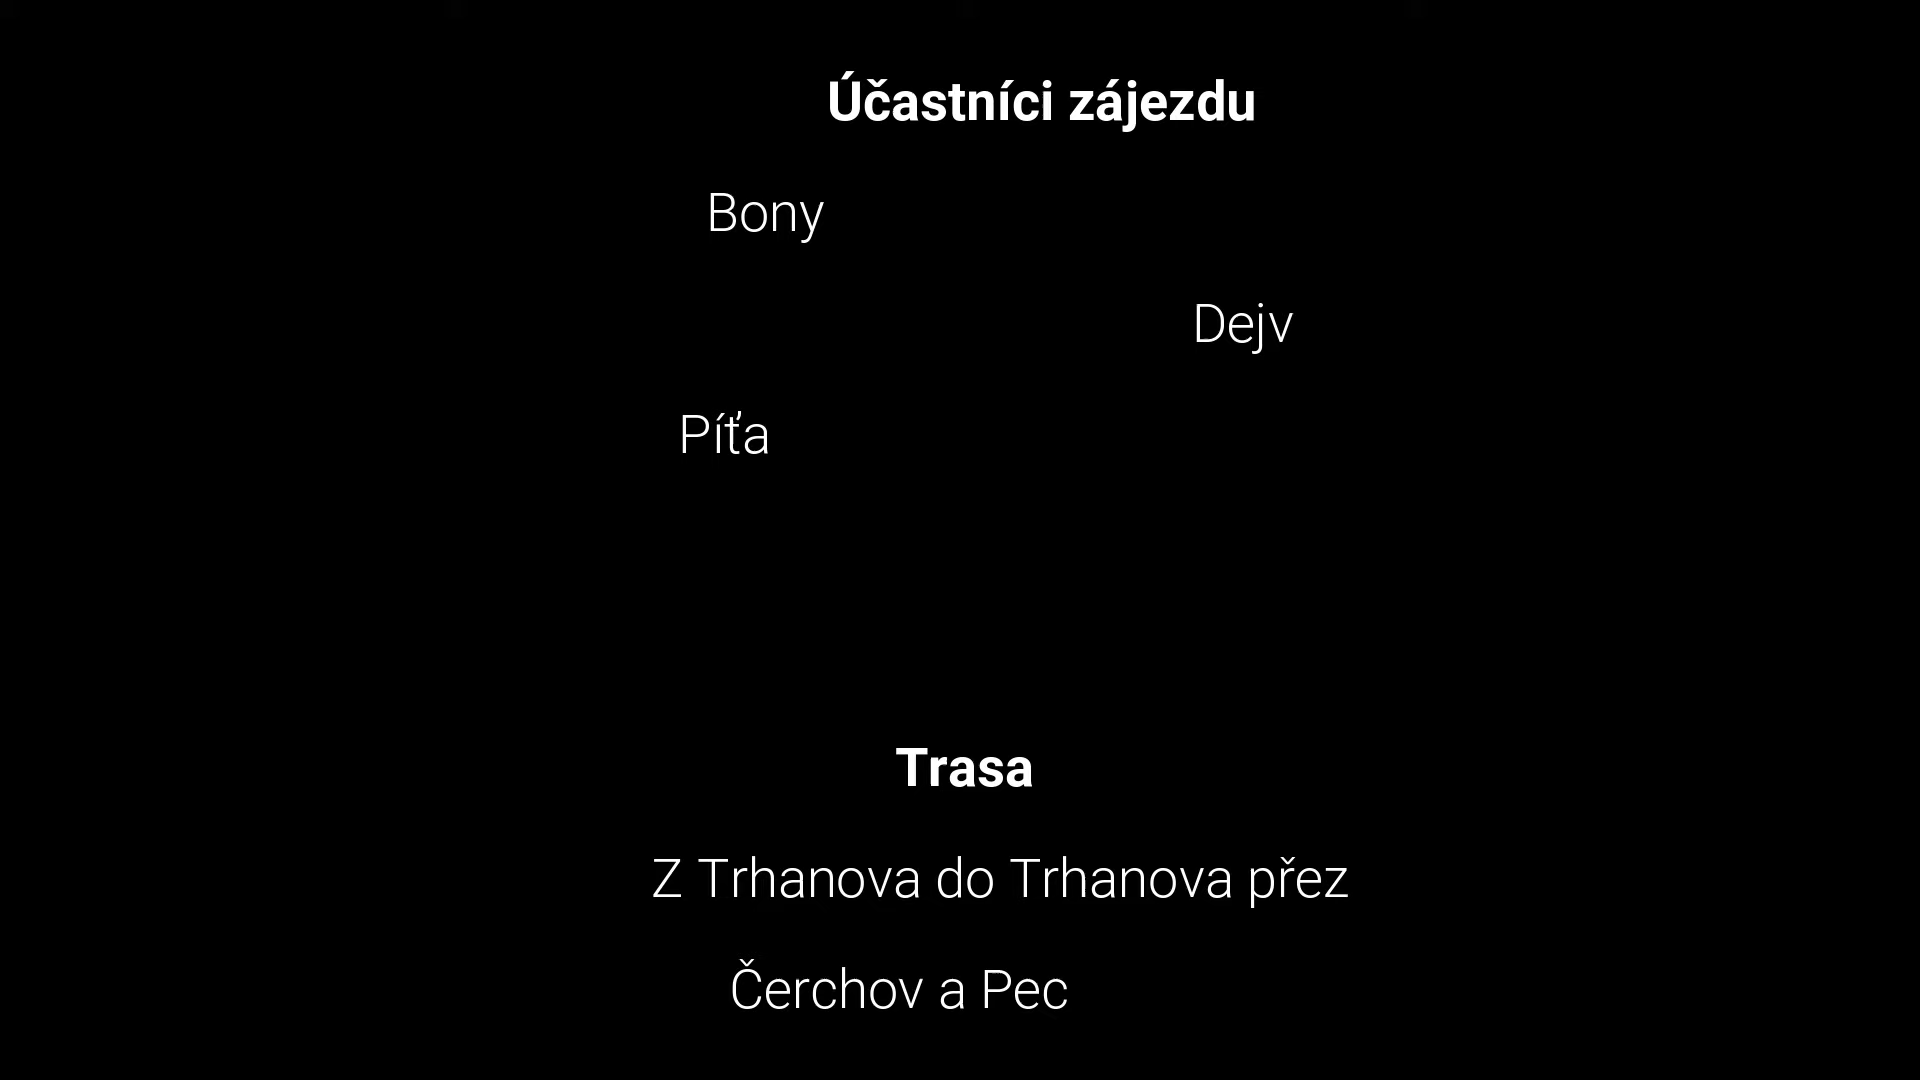 Účastníci zájezdu
Bony
Dejv
Píťa
Trasa
Z Trhanova do Trhanova přez
Čerchov a Pec